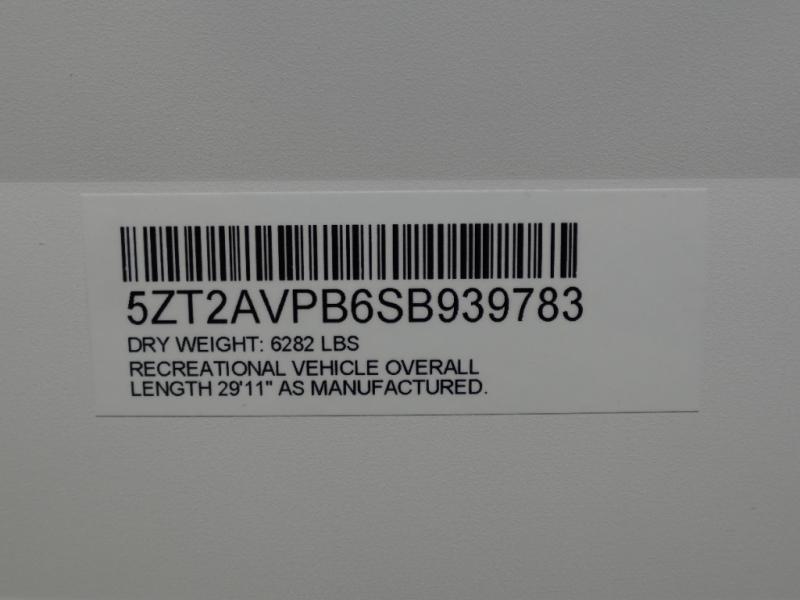 5ZT2AVPB6SB939783
DRY WEIGHT: 6282 LBS
RECREATIONAL VEHICLE OVERALL
LENGTH 29'11" AS MANUFACTURED.